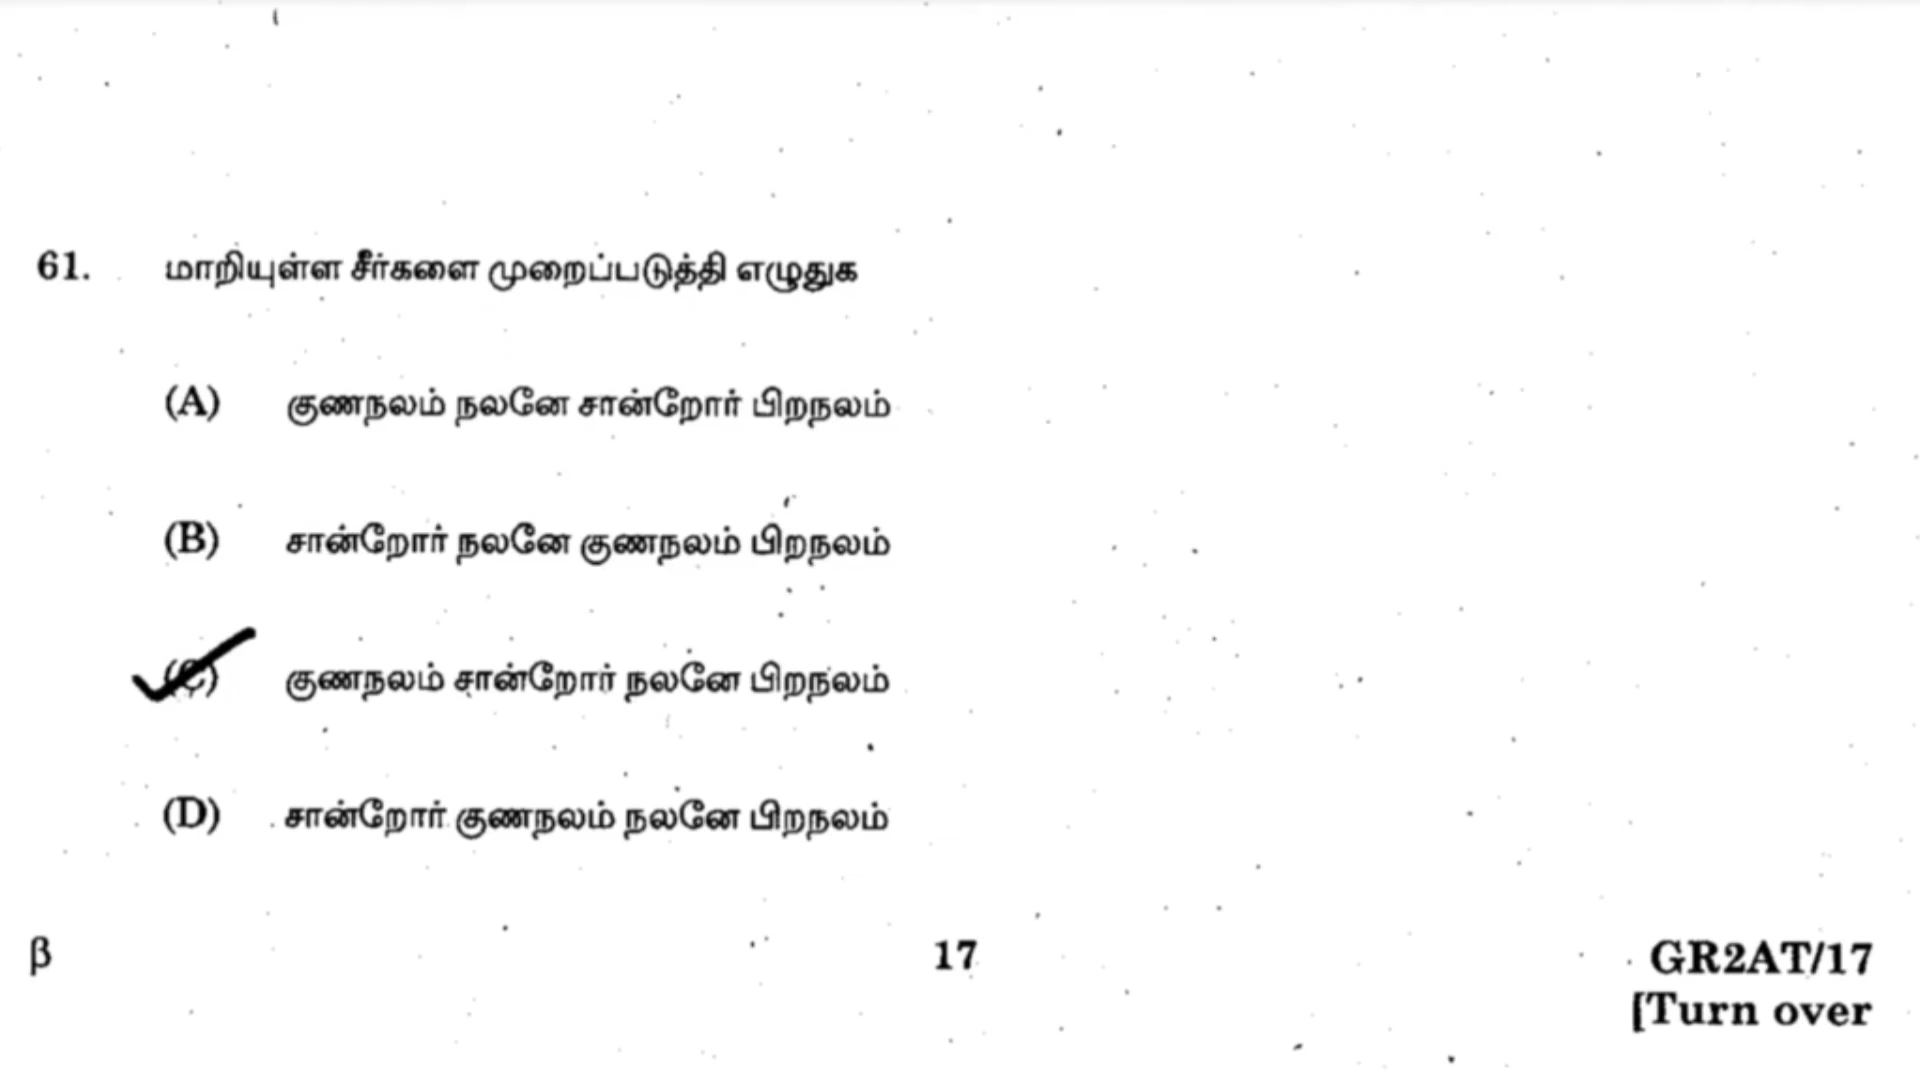 61. மாறியுள்ள சீர்களை முறைப்படுத்தி எழுதுக
(A) குணநலம் நலனே சான்றோர் பிறநலம்
(B) சான்றோர் நலனே குணநலம் பிறநலம்
(C) குணநலம் சான்றோர் நலனே பிறநலம்
(D) சான்றோர் குணநலம் நலனே பிறநலம்
β 17 GR2AT/17
[Turn over